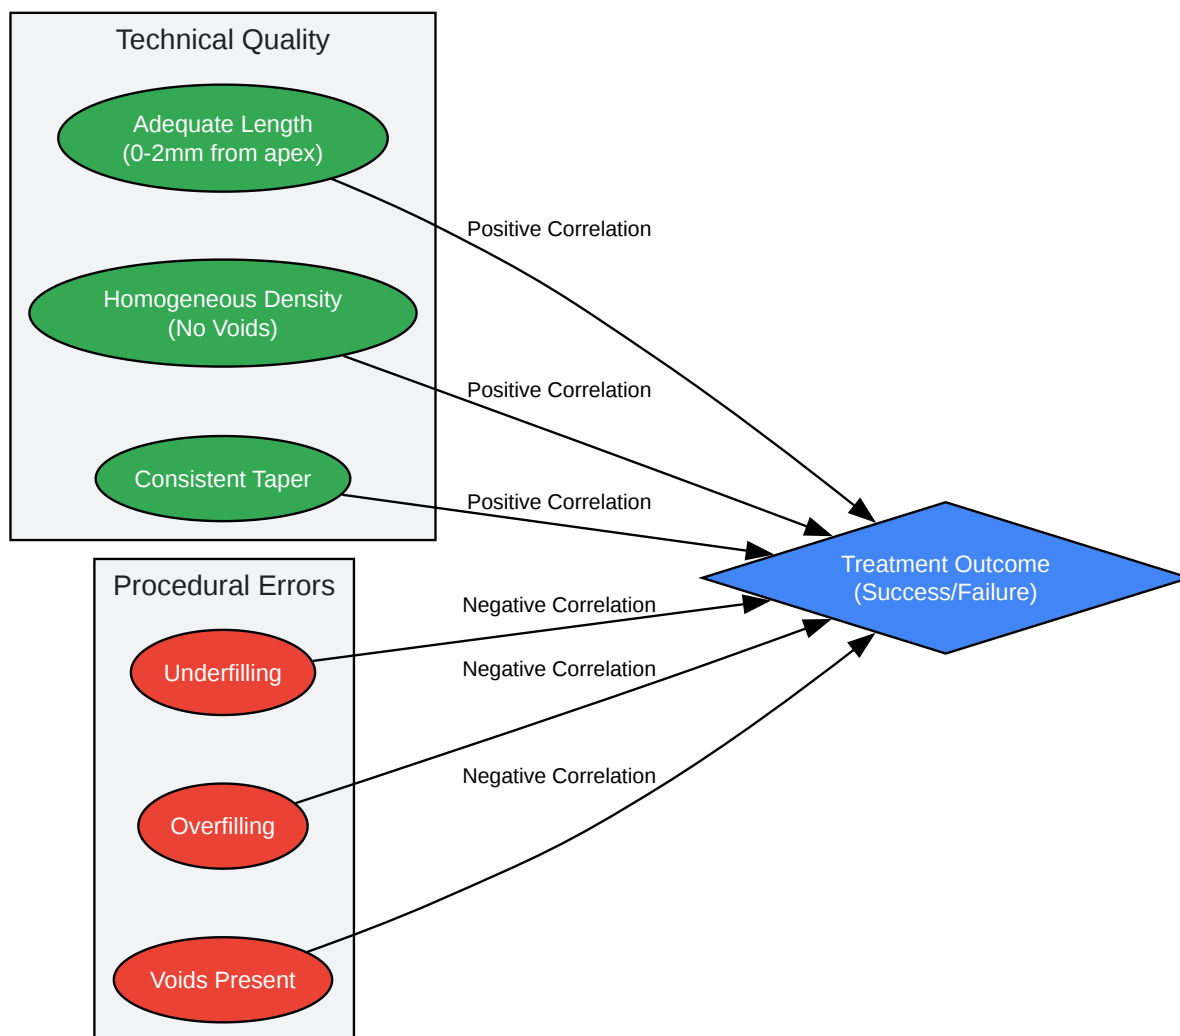 Technical Quality
Adequate Length
(0-2mm from apex)
Positive Correlation
Homogeneous Density
(No Voids)
Positive Correlation
Consistent Taper
Positive Correlation
Treatment Outcome
(Success/Failure)
Procedural Errors
Negative Correlation
Underfilling
Negative Correlation
Overfilling
Negative Correlation
Voids Present